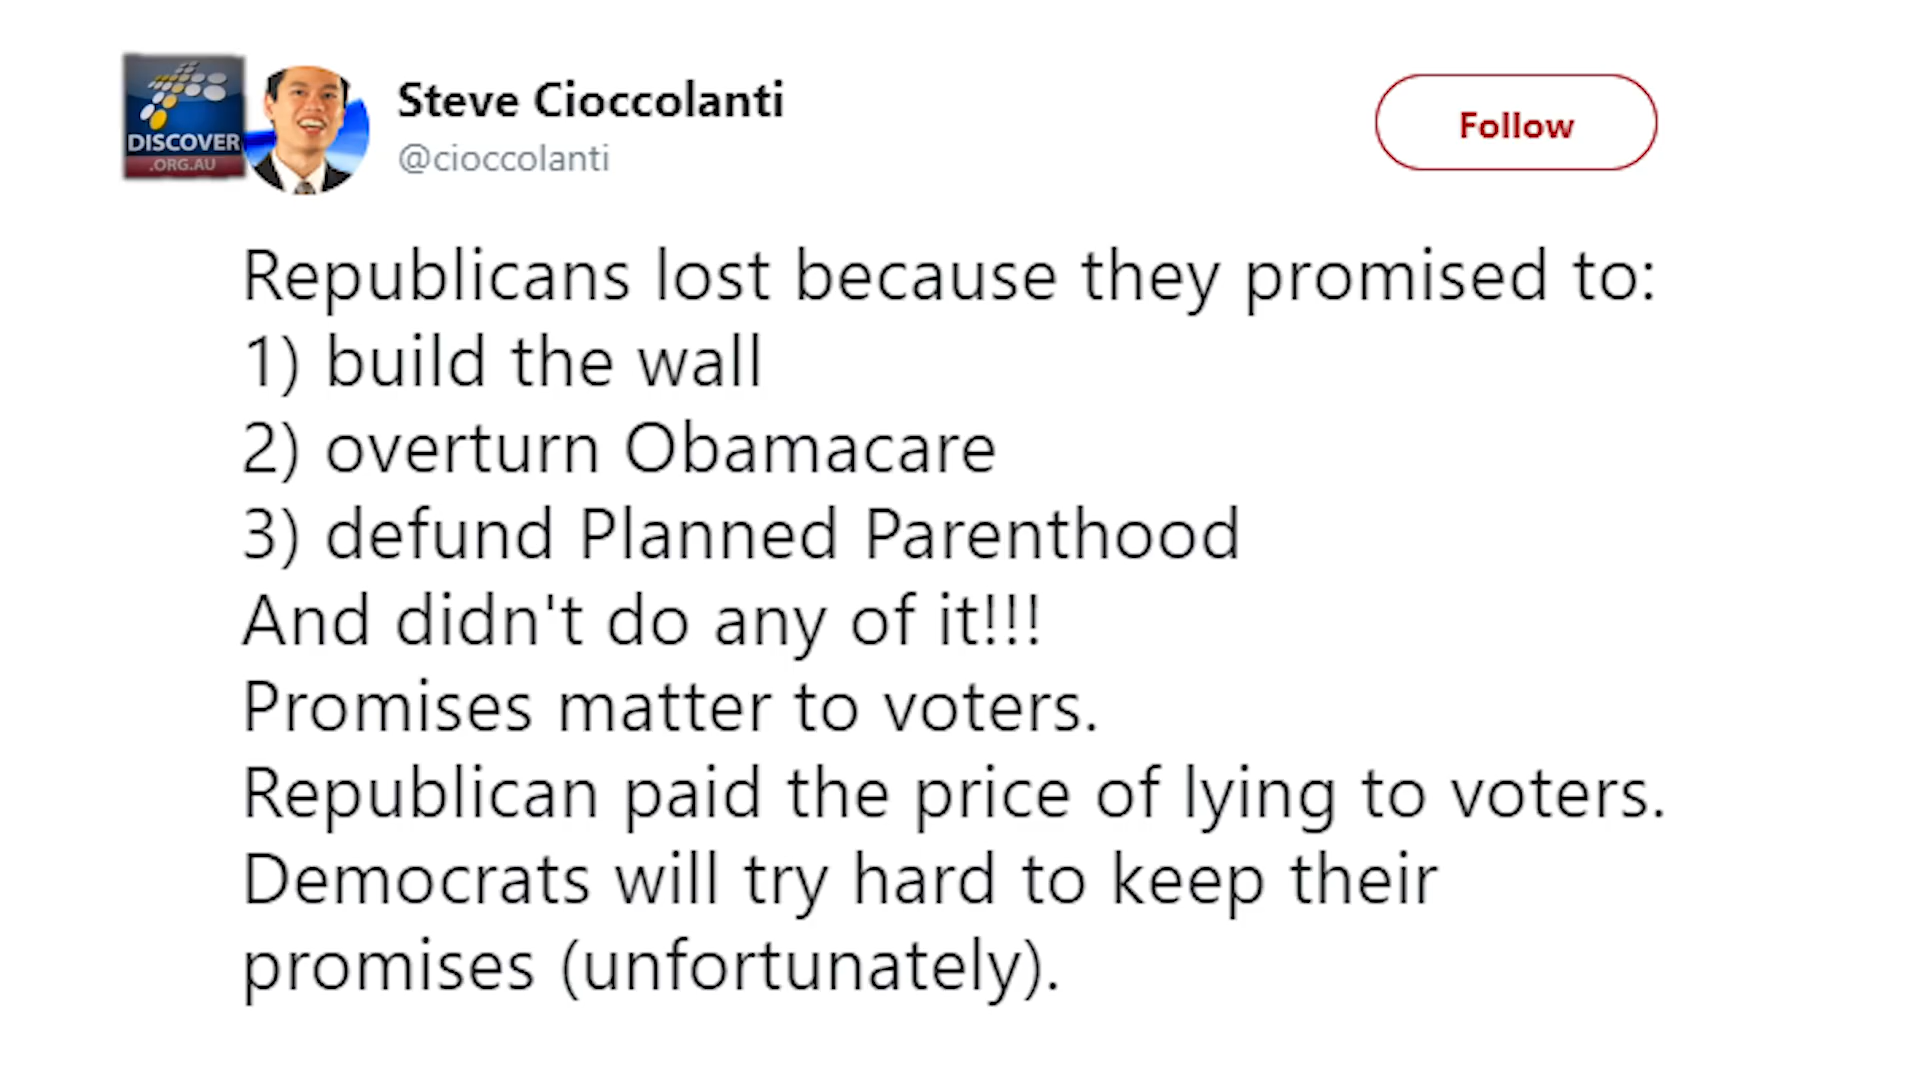 DISCOVER
.ORG.AU
Steve Cioccolanti
@cioccolanti
Follow
Republicans lost because they promised to:
1) build the wall
2) overturn Obamacare
3) defund Planned Parenthood
And didn't do any of it!!!
Promises matter to voters.
Republican paid the price of lying to voters.
Democrats will try hard to keep their
promises (unfortunately).